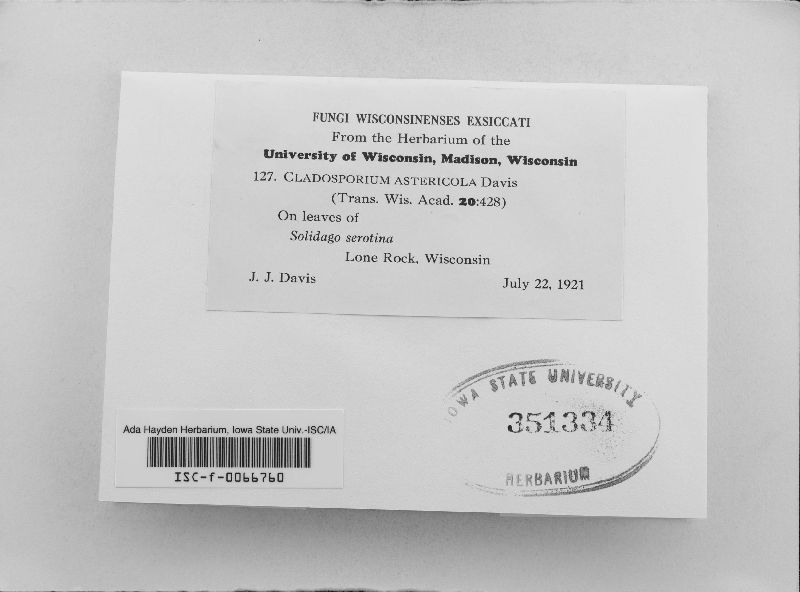 FUNGI WISCONSINENSES EXSICCATI
From the Herbarium of the
University of Wisconsin, Madison, Wisconsin
127. CLADOSPORIUM ASTERICOLA Davis
(Trans. Wis. Acad. 20:428)
On leaves of
Solidago serotina
Lone Rock, Wisconsin
J. J. Davis July 22, 1921
IOWA STATE UNIVERSITY
351334
HERBARIUM
Ada Hayden Herbarium, Iowa State Univ.-ISC/IA
ISC-f-0066760